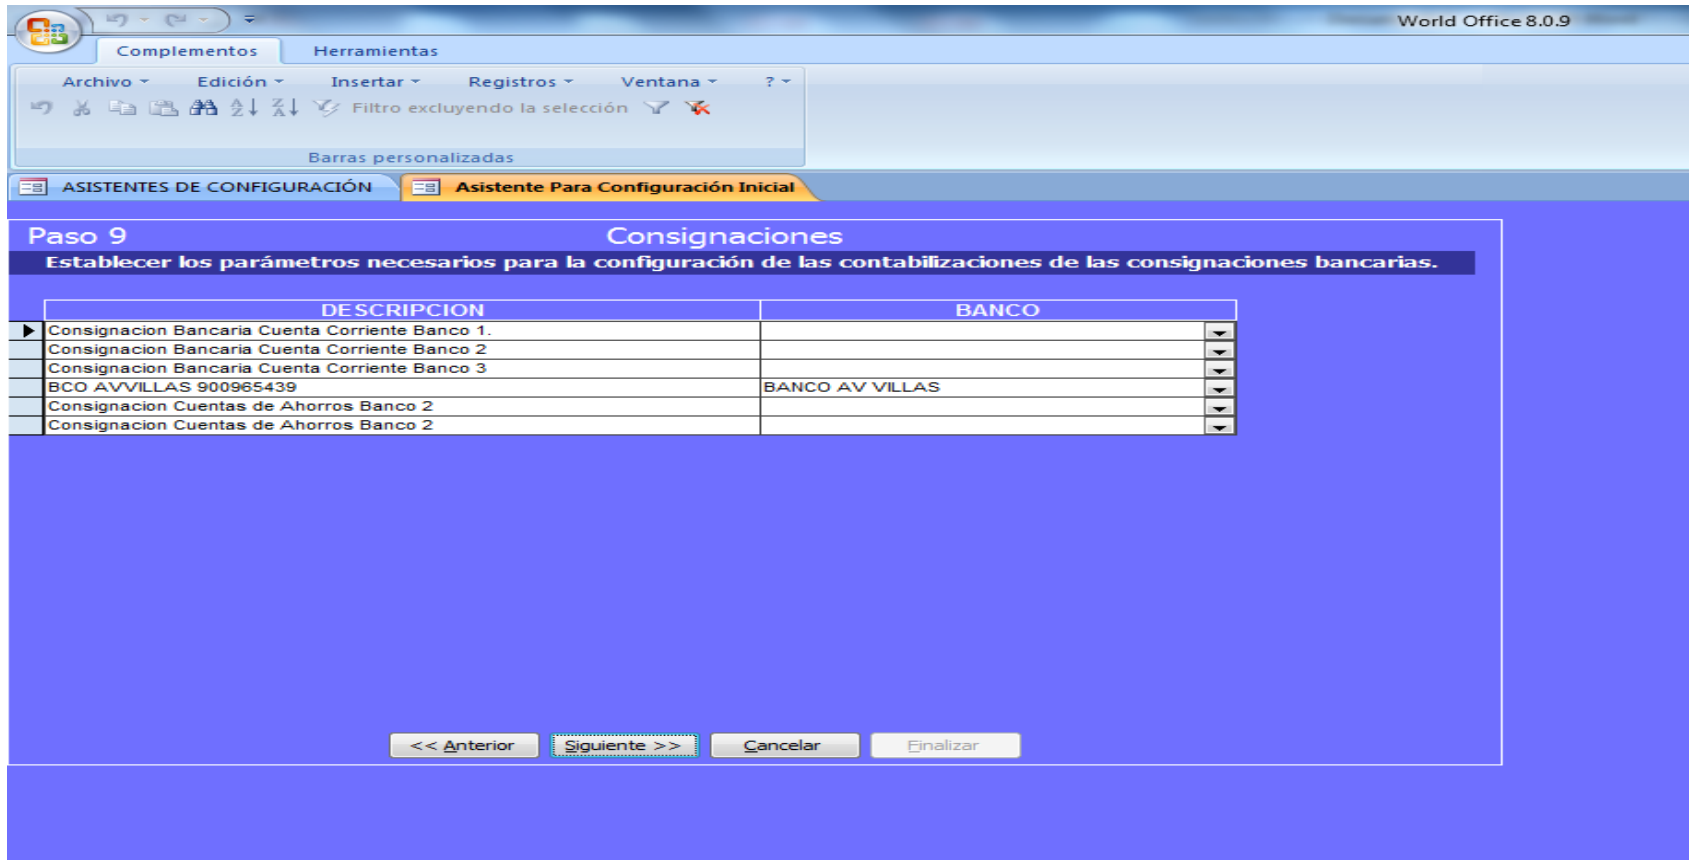 World Office 8.0.9
Complementos Herramientas
Archivo Edición Insertar Registros Ventana ?
Filtro excluyendo la selección
Barras personalizadas
ASISTENTES DE CONFIGURACIÓN Asistente Para Configuración Inicial
Paso 9 Consignaciones
Establecer los parámetros necesarios para la configuración de las contabilizaciones de las consignaciones bancarias.
DESCRIPCION BANCO
Consignacion Bancaria Cuenta Corriente Banco 1.
Consignacion Bancaria Cuenta Corriente Banco 2
Consignacion Bancaria Cuenta Corriente Banco 3
BCO AVVILLAS 900965439 BANCO AV VILLAS
Consignacion Cuentas de Ahorros Banco 2
Consignacion Cuentas de Ahorros Banco 2
<< Anterior Siguiente >> Cancelar Finalizar